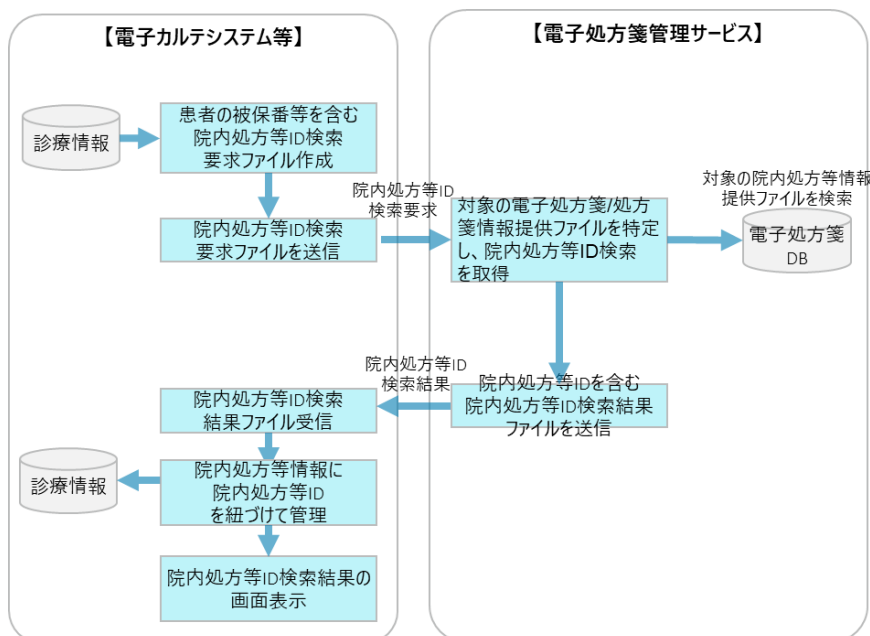 【電子カルテシステム等】
【電子処方箋管理サービス】
診療情報
患者の被保番等を含む
院内処方等ID検索
要求ファイル作成
院内処方等ID検索
要求ファイルを送信
院内処方等ID
検索要求
対象の電子処方箋/処方
箋情報提供ファイルを特定
し、院内処方等ID検索
を取得
対象の院内処方等情報
提供ファイルを検索
電子処方箋
DB
院内処方等IDを含む
院内処方等ID検索結果
ファイルを送信
院内処方等ID
検索結果
院内処方等ID検索
結果ファイル受信
院内処方等情報に
院内処方等ID
を紐づけて管理
診療情報
院内処方等ID検索結果の
画面表示